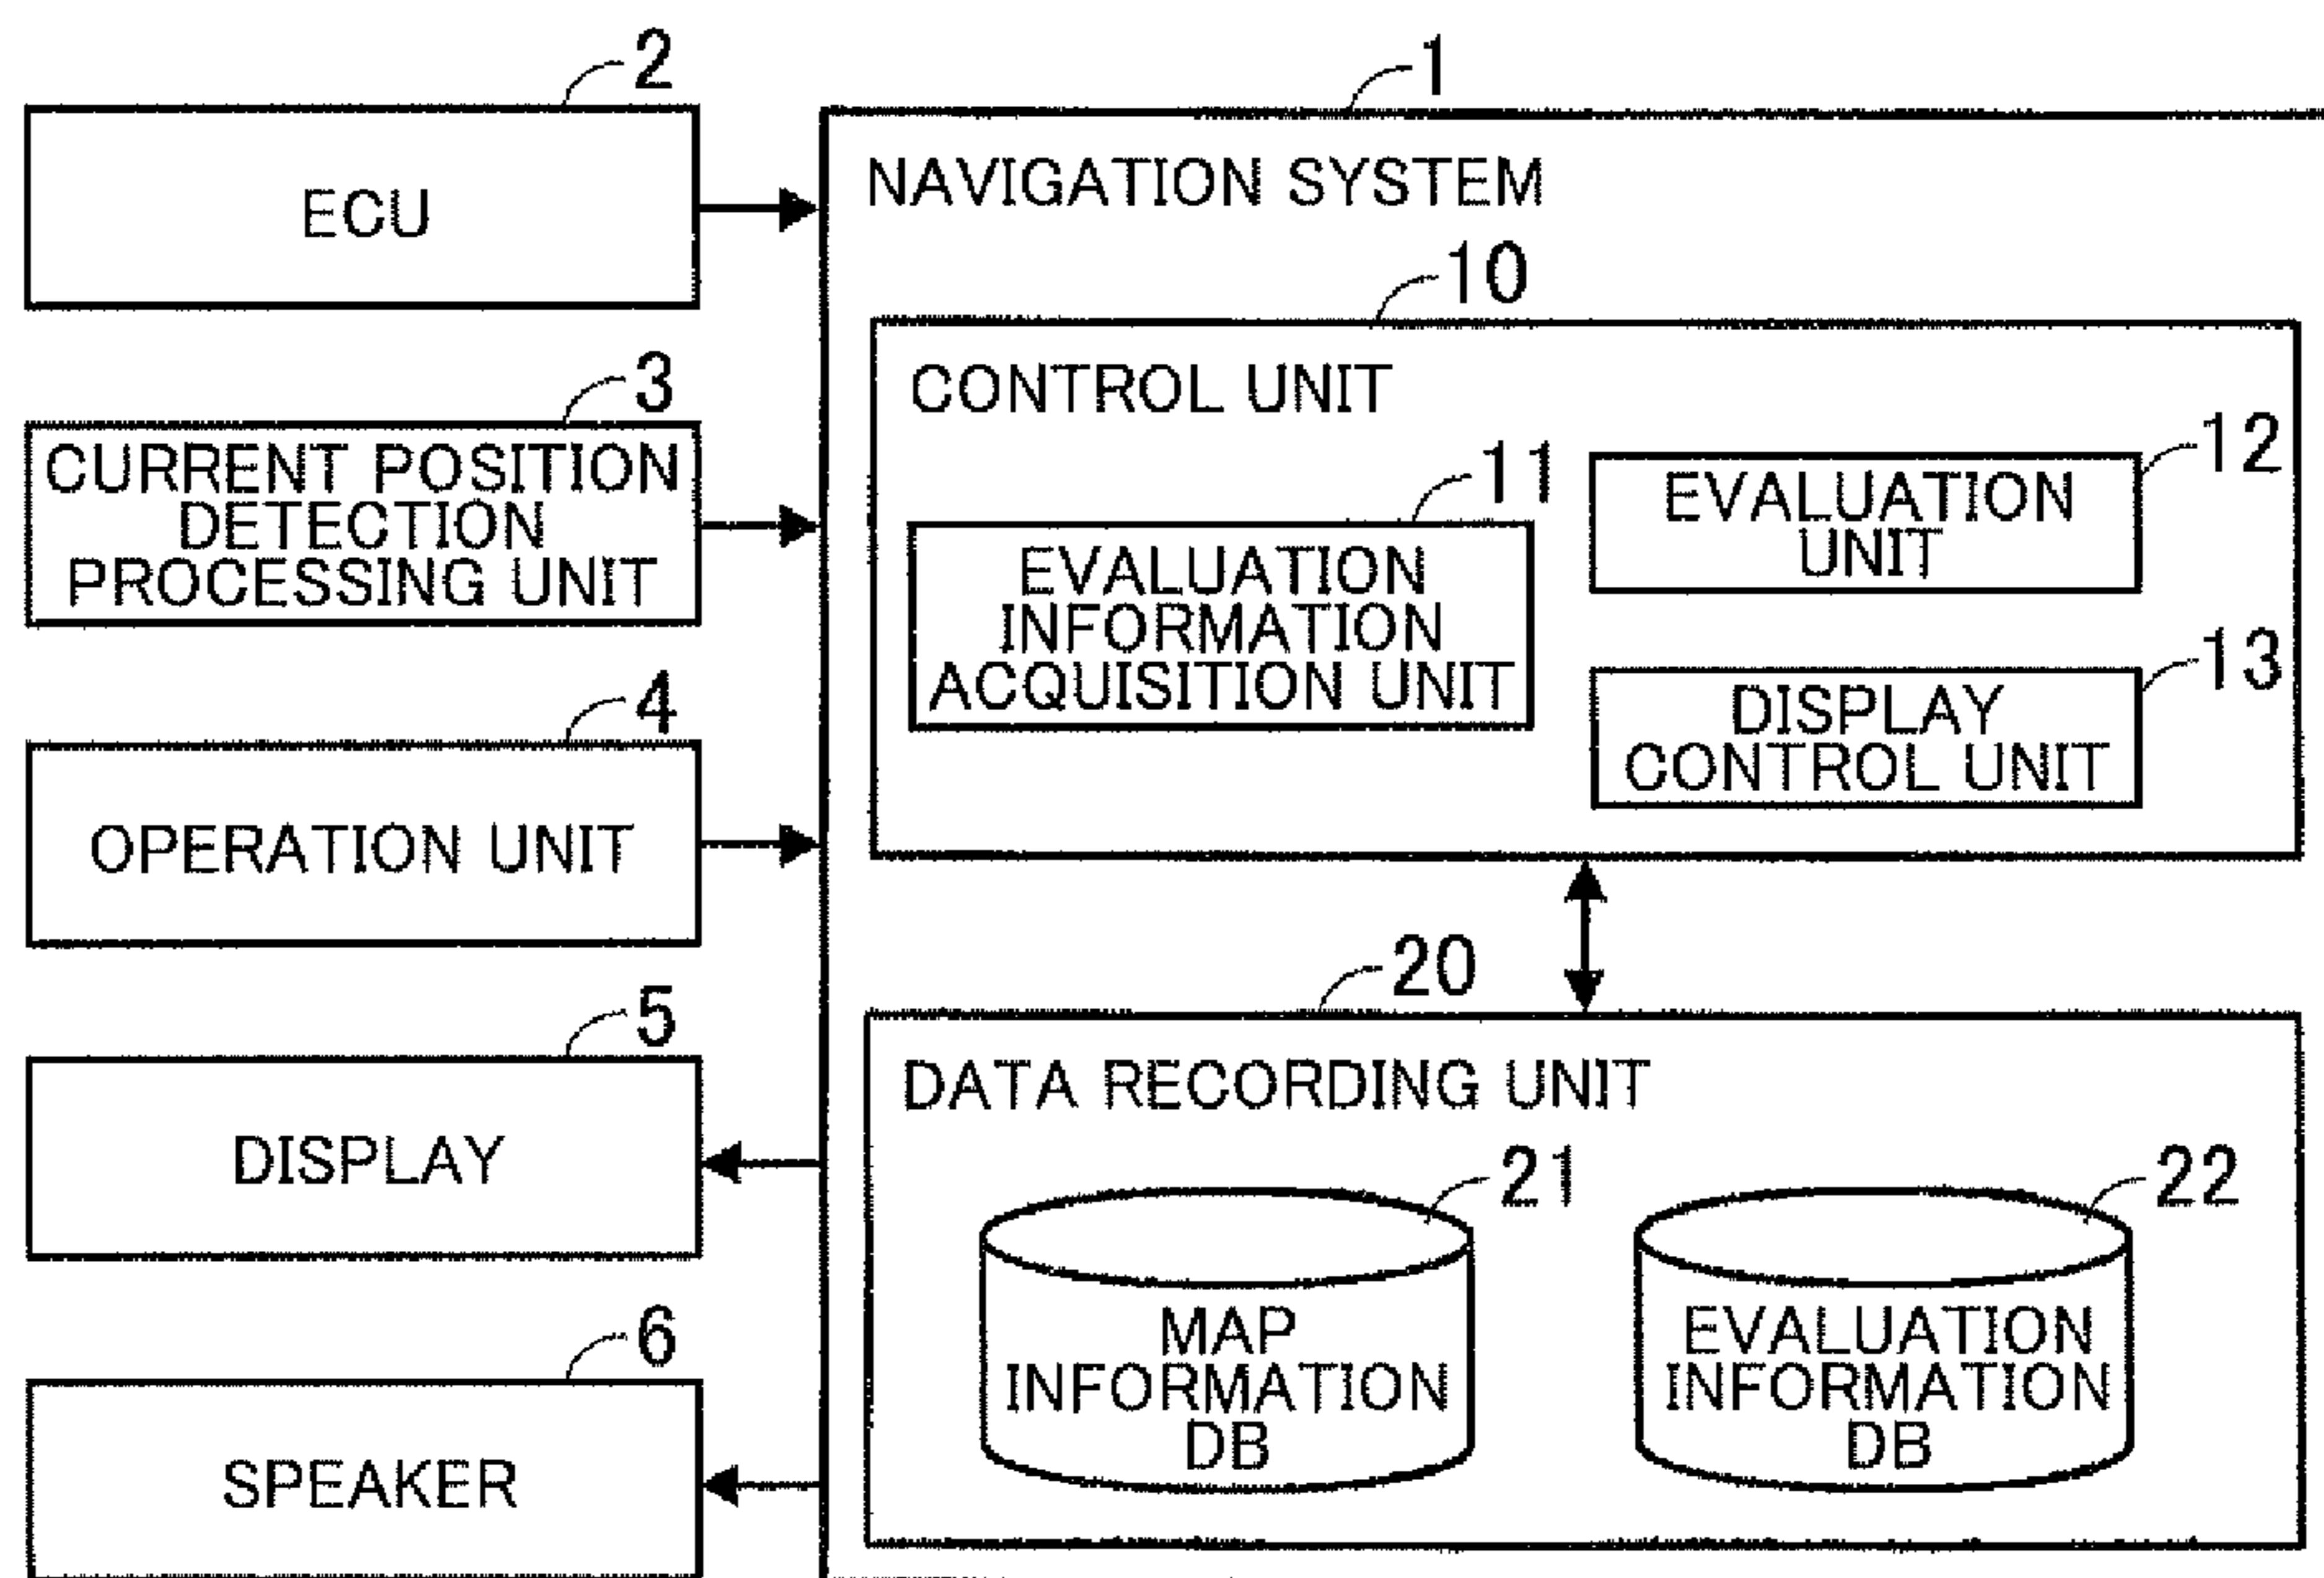 2
ECU
3
CURRENT POSITION
DETECTION
PROCESSING UNIT
4
OPERATION UNIT
5
DISPLAY
6
SPEAKER
1
NAVIGATION SYSTEM
10
CONTROL UNIT
11
EVALUATION
INFORMATION
ACQUISITION UNIT
12
EVALUATION
UNIT
13
DISPLAY
CONTROL UNIT
20
DATA RECORDING UNIT
21
MAP
INFORMATION
DB
22
EVALUATION
INFORMATION
DB